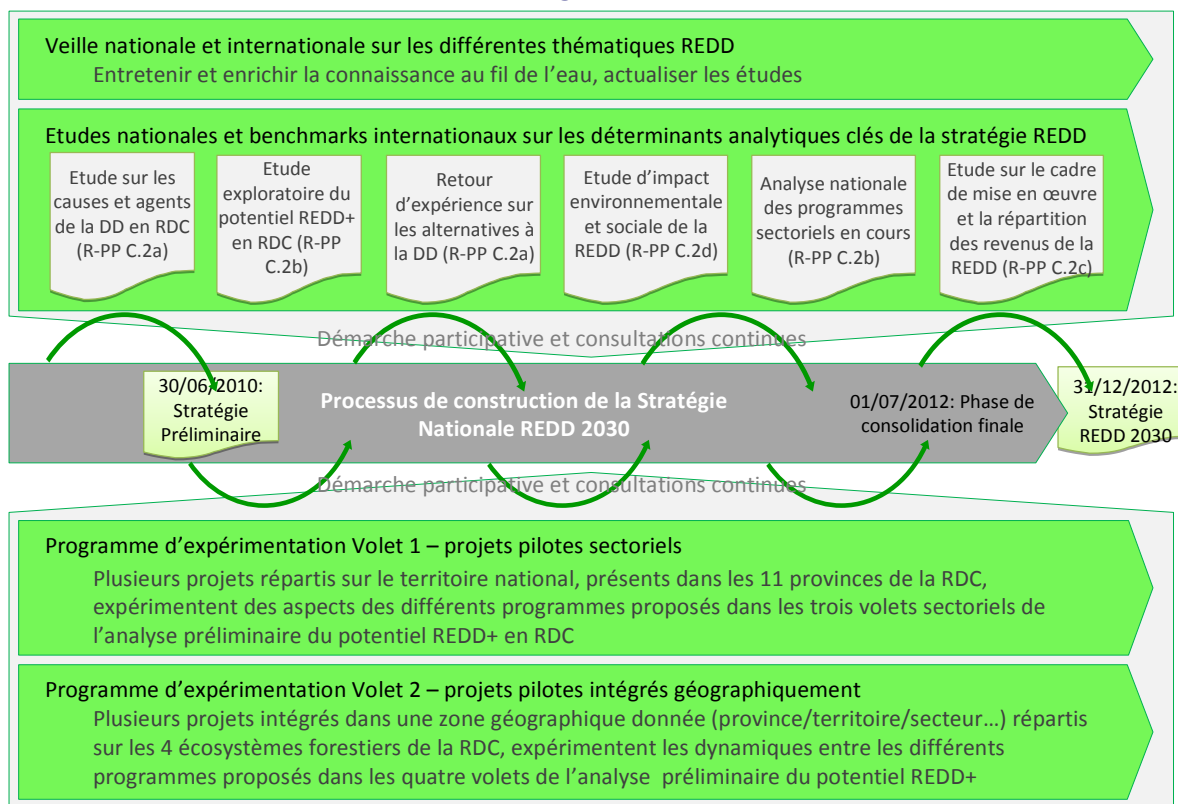 Veille nationale et internationale sur les différentes thématiques REDD
Entretenir et enrichir la connaissance au fil de l’eau, actualiser les études
Etudes nationales et benchmarks internationaux sur les déterminants analytiques clés de la stratégie REDD
Etude sur les
causes et agents
de la DD en RDC
(R-PP C.2a)
Etude
exploratoire du
potentiel REDD+
en RDC (R-PP
C.2b)
Retour
d’expérience sur
les alternatives à
la DD (R-PP C.2a)
Etude d’impact
environnementale
et sociale de la
REDD (R-PP C.2d)
Analyse nationale
des programmes
sectoriels en cours
(R-PP C.2b)
Etude sur le cadre
de mise en œuvre
et la répartition
des revenus de la
REDD (R-PP C.2c)
Démarche participative et consultations continues
30/06/2010:
Stratégie
Préliminaire
Processus de construction de la Stratégie
Nationale REDD 2030
01/07/2012: Phase de
consolidation finale
31/12/2012:
Stratégie
REDD 2030
Démarche participative et consultations continues
Programme d’expérimentation Volet 1 – projets pilotes sectoriels
Plusieurs projets répartis sur le territoire national, présents dans les 11 provinces de la RDC,
expérimentent des aspects des différents programmes proposés dans les trois volets sectoriels de
l’analyse préliminaire du potentiel REDD+ en RDC
Programme d’expérimentation Volet 2 – projets pilotes intégrés géographiquement
Plusieurs projets intégrés dans une zone géographique donnée (province/territoire/secteur…) répartis
sur les 4 écosystèmes forestiers de la RDC, expérimentent les dynamiques entre les différents
programmes proposés dans les quatre volets de l’analyse préliminaire du potentiel REDD+